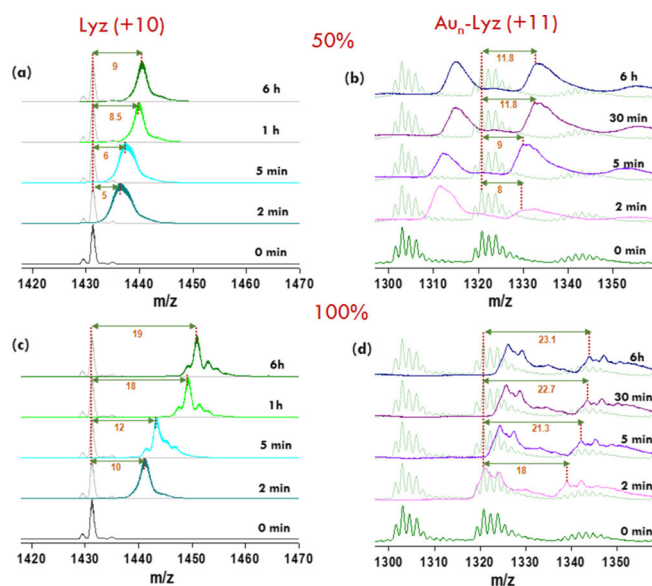 Lyz (+10)
Au_n-Lyz (+11)
50%
(a)
9
6 h
8.5
1 h
6
5 min
5
2 min
0 min
1420 1430 1440 1450 1460 1470
m/z
(b)
11.8
6 h
11.8
30 min
9
5 min
8
2 min
0 min
1300 1310 1320 1330 1340 1350
m/z
100%
(c)
19
6h
18
1h
12
5 min
10
2 min
0 min
1420 1430 1440 1450 1460 1470
m/z
(d)
23.1
6h
22.7
30 min
21.3
5 min
18
2 min
0 min
1300 1310 1320 1330 1340 1350
m/z